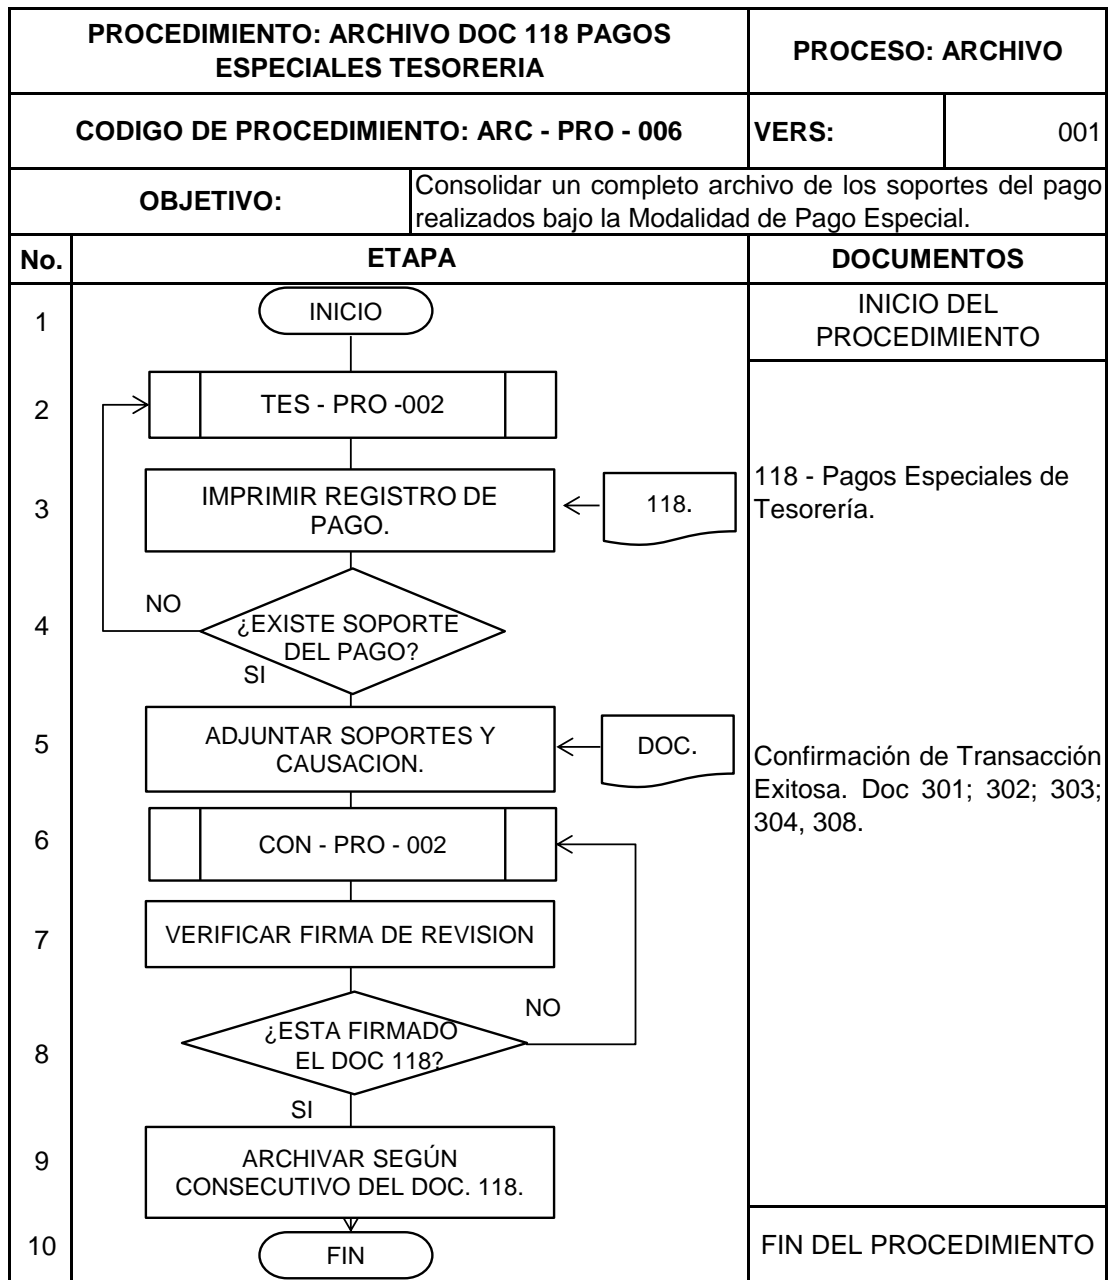 PROCEDIMIENTO: ARCHIVO DOC 118 PAGOS
ESPECIALES TESORERIA
PROCESO: ARCHIVO
CODIGO DE PROCEDIMIENTO: ARC - PRO - 006
VERS:
001
OBJETIVO:
Consolidar un completo archivo de los soportes del pago
realizados bajo la Modalidad de Pago Especial.
No.
ETAPA
DOCUMENTOS
1
INICIO
INICIO DEL
PROCEDIMIENTO
2
TES - PRO -002
3
IMPRIMIR REGISTRO DE
PAGO.
118.
118 - Pagos Especiales de
Tesorería.
4
NO
¿EXISTE SOPORTE
DEL PAGO?
SI
5
ADJUNTAR SOPORTES Y
CAUSACION.
DOC.
Confirmación de Transacción
Exitosa. Doc 301; 302; 303;
304, 308.
6
CON - PRO - 002
7
VERIFICAR FIRMA DE REVISION
8
NO
¿ESTA FIRMADO
EL DOC 118?
SI
9
ARCHIVAR SEGÚN
CONSECUTIVO DEL DOC. 118.
10
FIN
FIN DEL PROCEDIMIENTO